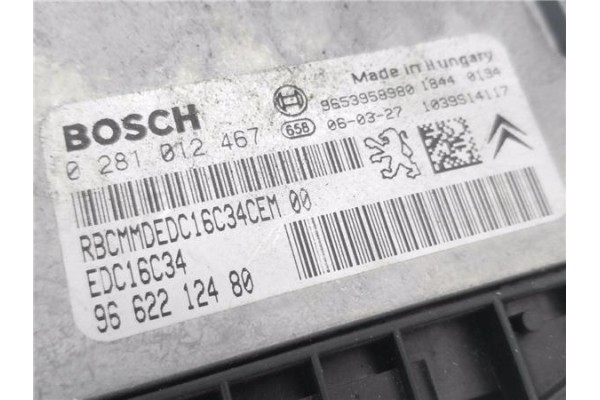 BOSCH
0 281 012 467
Made in Hungary
9653958980 1844 0194
658 06-03-27 1039S14117
RBCMMDEDC16C34CEM 00
EDC16C34
96 622 124 80